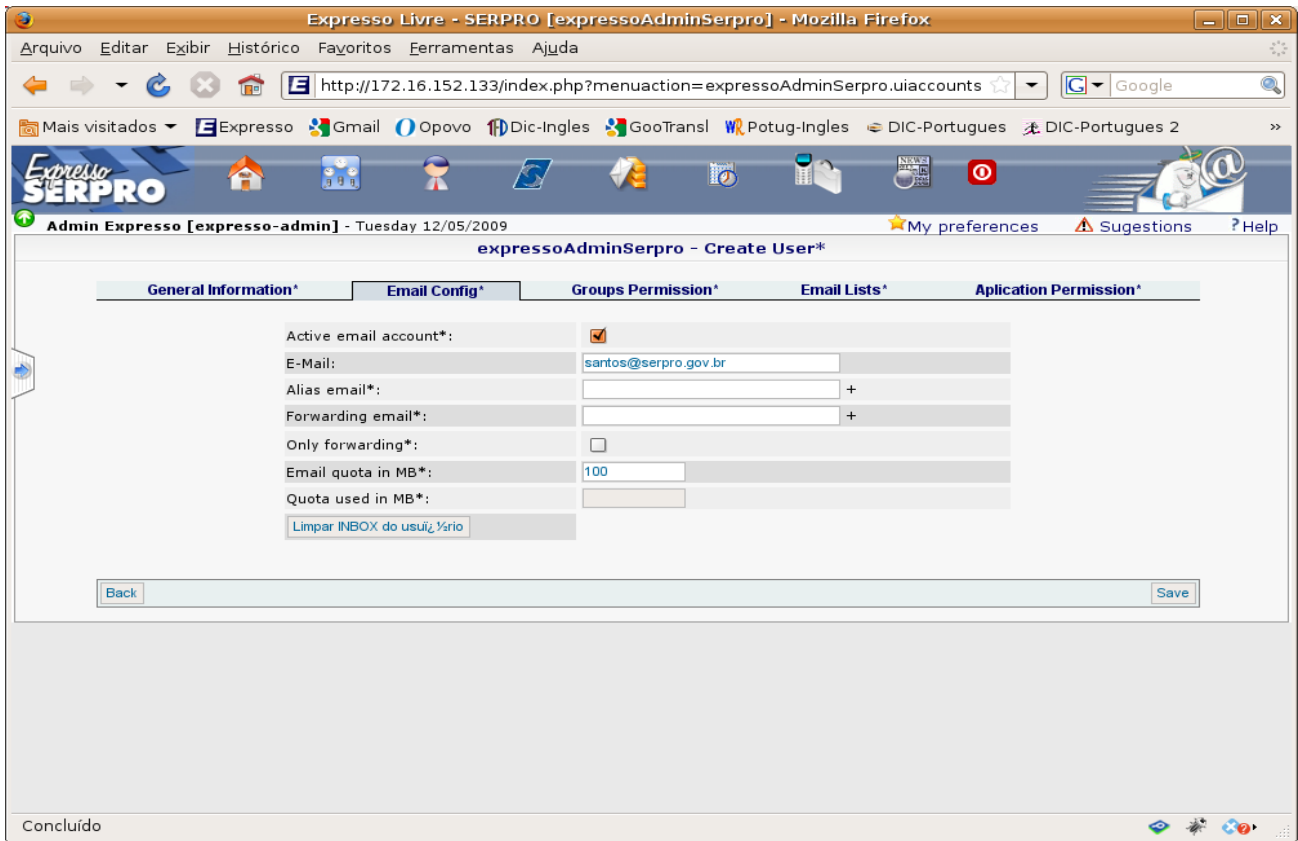 Expresso Livre - SERPRO [expressoAdminSerpro] - Mozilla Firefox
Arquivo Editar Exibir Histórico Favoritos Ferramentas Ajuda
http://172.16.152.133/index.php?menuaction=expressoAdminSerpro.uiaccounts G Google
Mais visitados Expresso Gmail Opovo Dic-Ingles GooTransl Potug-Ingles DIC-Portugues DIC-Portugues 2 »
Expresso
SERPRO
NEWS
Admin Expresso [expresso-admin] - Tuesday 12/05/2009 My preferences Sugestions ?Help
expressoAdminSerpro - Create User*
General Information* Email Config* Groups Permission* Email Lists* Aplication Permission*
Active email account*:
E-Mail: santos@serpro.gov.br
Alias email*: +
Forwarding email*: +
Only forwarding*:
Email quota in MB*: 100
Quota used in MB*:
Limpar INBOX do usuï¿½rio
Back Save
Concluído